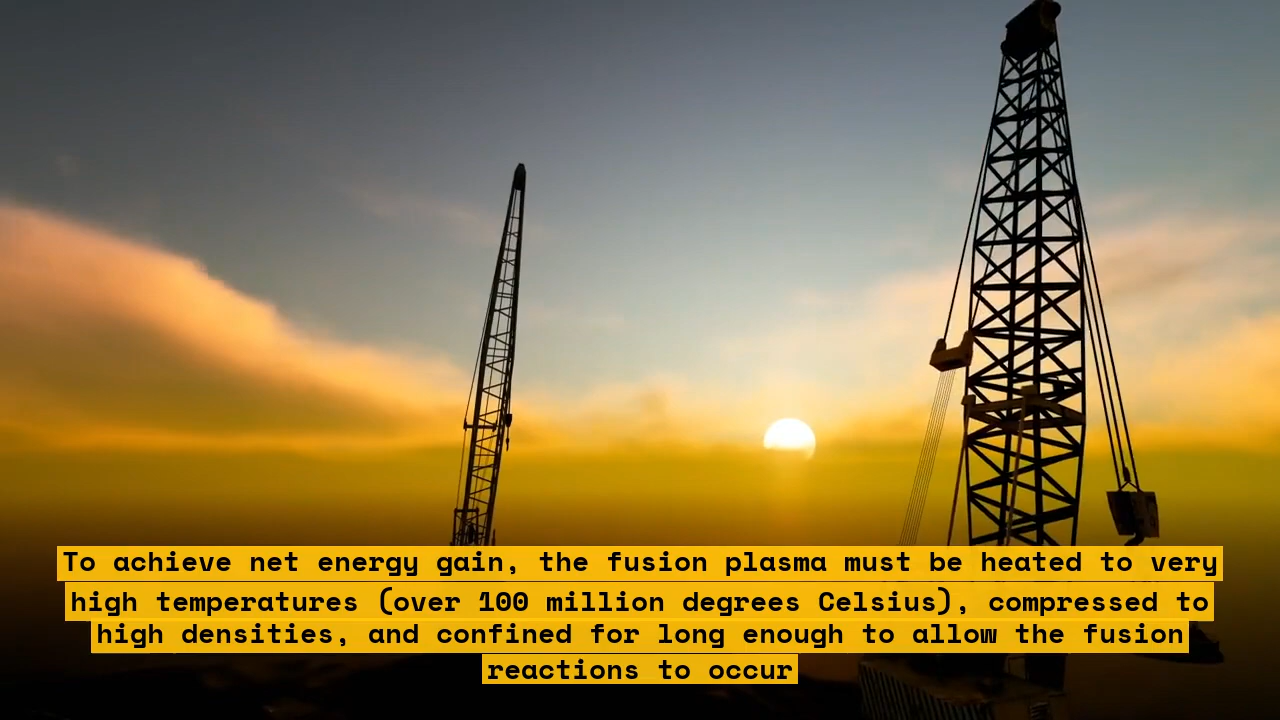 To achieve net energy gain, the fusion plasma must be heated to very
high temperatures (over 100 million degrees Celsius), compressed to
high densities, and confined for long enough to allow the fusion
reactions to occur